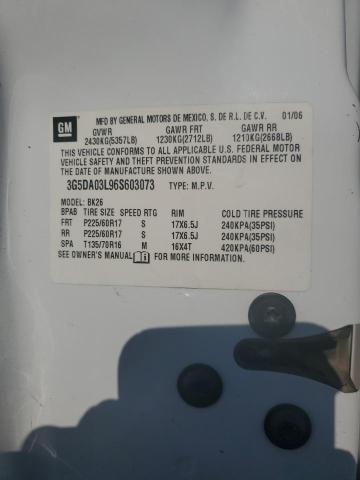 GM
MFD BY GENERAL MOTORS DE MEXICO, S. DE R.L. DE C.V. 01/06
GVWR GAWR FRT GAWR RR
2430KG(5357LB) 1230KG(2712LB) 1210KG(2668LB)
THIS VEHICLE CONFORMS TO ALL APPLICABLE U.S. FEDERAL MOTOR
VEHICLE SAFETY AND THEFT PREVENTION STANDARDS IN EFFECT ON
THE DATE OF MANUFACTURE SHOWN ABOVE.
3G5DA03L96S603073 TYPE: M.P.V.
MODEL: BK26
BPAB TIRE SIZE SPEED RTG RIM COLD TIRE PRESSURE
FRT P225/60R17 S 17X6.5J 240KPA(35PSI)
RR P225/60R17 S 17X6.5J 240KPA(35PSI)
SPA T135/70R16 M 16X4T 420KPA(60PSI)
SEE OWNER'S MANUAL FOR MORE INFORMATION.